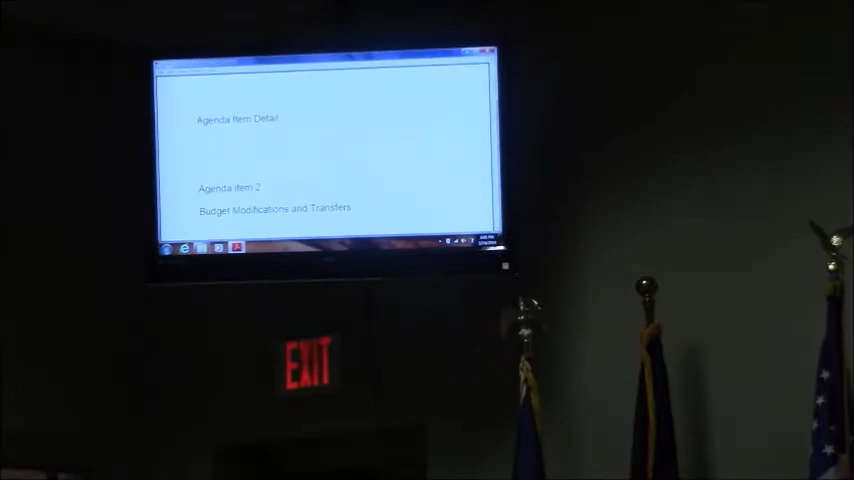 Agenda Item Detail
Agenda item 2
Budget Modifications and Transfers
EXIT